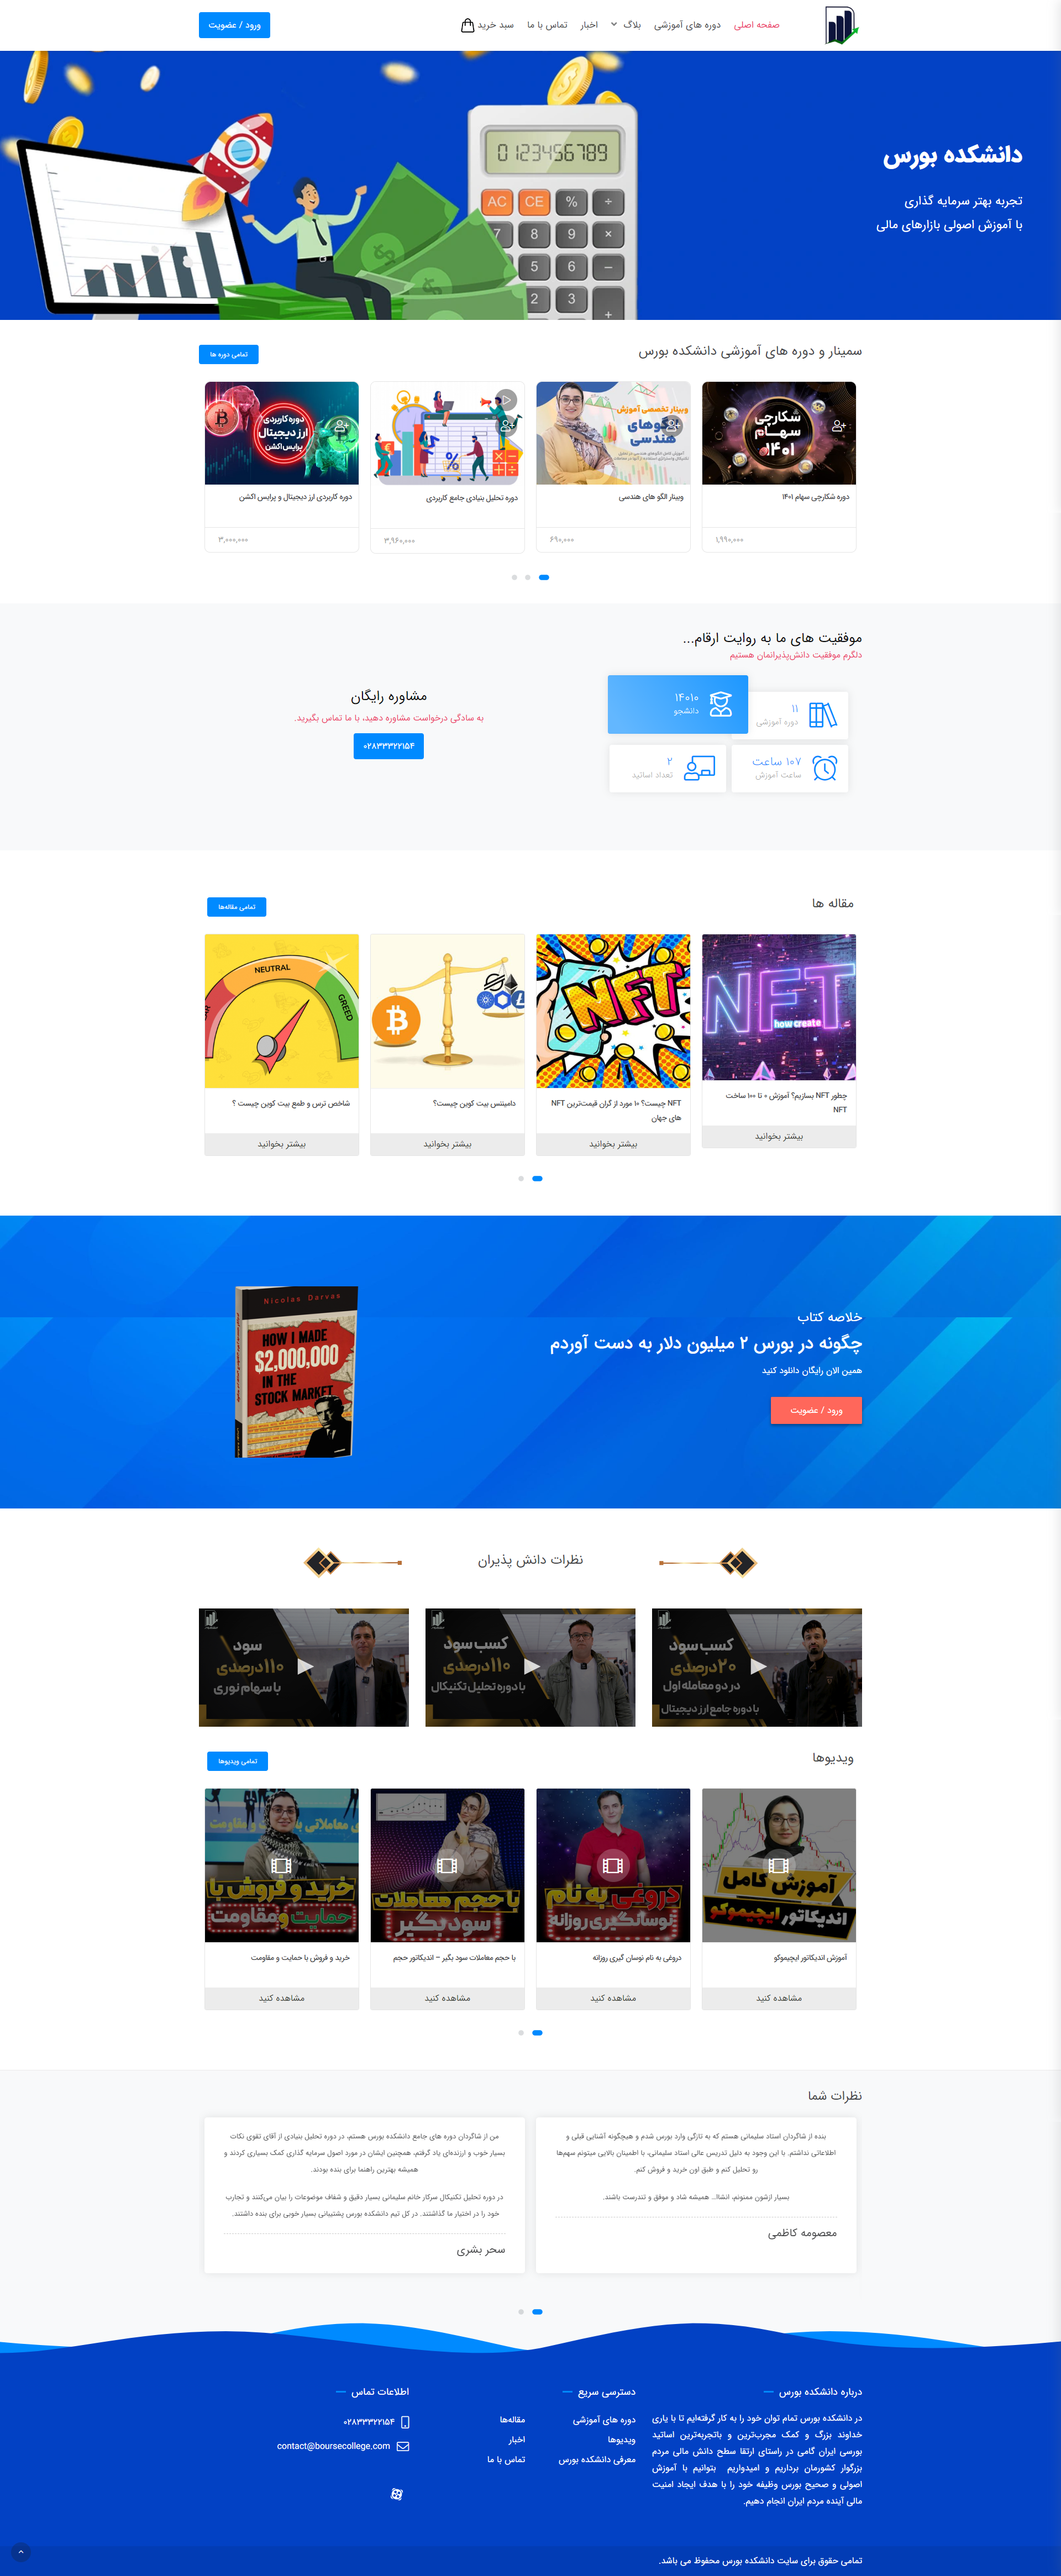 صفحه اصلی
دوره های آموزشی
بلاگ
اخبار
تماس با ما
سبد خرید
ورود / عضویت
دانشکده بورس
تجربه بهتر سرمایه گذاری
با آموزش اصولی بازارهای مالی
0123456789
AC CE % ÷
7 8 9 ×
4 5 6 −
2 3 +
سمینار و دوره های آموزشی دانشکده بورس
تمامی دوره ها
شکارچی
سهام
۱۴۰۱
دوره شکارچی سهام ۱۴۰۱
۱,۹۹۰,۰۰۰
وبینار تخصصی آموزش
الگوهای
هندسی
وبینار الگو های هندسی
۶۹۰,۰۰۰
دوره تحلیل بنیادی جامع کاربردی
۳,۹۶۰,۰۰۰
دوره کاربردی
ارز دیجیتال
پرایس اکشن
دوره کاربردی ارز دیجیتال و پرایس اکشن
۳,۰۰۰,۰۰۰
موفقیت های ما به روایت ارقام...
دلگرم موفقیت دانش‌پذیرانمان هستیم
۱۱
دوره آموزشی
۱۴۰۱۰
دانشجو
۱۰۷ ساعت
ساعت آموزش
۲
تعداد اساتید
مشاوره رایگان
به سادگی درخواست مشاوره دهید، با ما تماس بگیرید.
۰۲۸۳۳۳۲۲۱۵۴
مقاله ها
تمامی مقاله‌ها
NFT
how create
چطور NFT بسازیم؟ آموزش ۰ تا ۱۰۰ ساخت
NFT
بیشتر بخوانید
NFT
NFT چیست؟ ۱۰ مورد از گران قیمت‌ترین NFT
های جهان
بیشتر بخوانید
دامیننس بیت کوین چیست؟
بیشتر بخوانید
NEUTRAL
GREED
شاخص ترس و طمع بیت کوین چیست ؟
بیشتر بخوانید
خلاصه کتاب
چگونه در بورس ۲ میلیون دلار به دست آوردم
همین الان رایگان دانلود کنید
ورود / عضویت
Nicolas Darvas
HOW I MADE
$2,000,000
IN THE
STOCK MARKET
نظرات دانش پذیران
کسب سود
20درصدی
در دو معامله اول
با دوره جامع ارز دیجیتال
کسب سود
110درصدی
با دوره تحلیل تکنیکال
سود
110درصدی
با سهام نوری
ویدیوها
تمامی ویدیوها
آموزش کامل
اندیکاتور ایچیموکو
آموزش اندیکاتور ایچیموکو
مشاهده کنید
دروغی به نام
نوسانگیری روزانه
دروغی به نام نوسان گیری روزانه
مشاهده کنید
با حجم معاملات
سود بگیر
با حجم معاملات سود بگیر – اندیکاتور حجم
مشاهده کنید
خرید و فروش با
حمایت و مقاومت
خرید و فروش با حمایت و مقاومت
مشاهده کنید
نظرات شما
بنده از شاگردان استاد سلیمانی هستم که به تازگی وارد بورس شدم و هیچگونه آشنایی قبلی و
اطلاعاتی نداشتم. با این وجود به دلیل تدریس عالی استاد سلیمانی، با اطمینان بالایی میتونم سهم‌ها
رو تحلیل کنم و طبق اون خرید و فروش کنم.
بسیار ازشون ممنونم، انشاا... همیشه شاد و موفق و تندرست باشند.
معصومه کاظمی
من از شاگردان دوره های جامع دانشکده بورس هستم، در دوره تحلیل بنیادی از آقای تقوی نکات
بسیار خوب و ارزنده‌ای یاد گرفتم، همچنین ایشان در مورد اصول سرمایه گذاری کمک بسیاری کردند و
همیشه بهترین راهنما برای بنده بودند.
در دوره تحلیل تکنیکال سرکار خانم سلیمانی بسیار دقیق و شفاف موضوعات را بیان می‌کنند و تجارب
خود را در اختیار ما گذاشتند. در کل تیم دانشکده بورس پشتیبانی بسیار خوبی برای بنده داشتند.
سحر بشری
درباره دانشکده بورس
در دانشکده بورس تمام توان خود را به کار گرفته‌ایم تا با یاری
خداوند بزرگ و کمک مجرب‌ترین و باتجربه‌ترین اساتید
بورسی ایران گامی در راستای ارتقا سطح دانش مالی مردم
بزرگوار کشورمان برداریم و امیدواریم بتوانیم با آموزش
اصولی و صحیح بورس وظیفه خود را با هدف ایجاد امنیت
مالی آینده مردم ایران انجام دهیم.
دسترسی سریع
دوره های آموزشی
مقاله‌ها
ویدیوها
اخبار
معرفی دانشکده بورس
تماس با ما
اطلاعات تماس
۰۲۸۳۳۳۲۲۱۵۴
contact@boursecollege.com
تمامی حقوق برای سایت دانشکده بورس محفوظ می باشد.